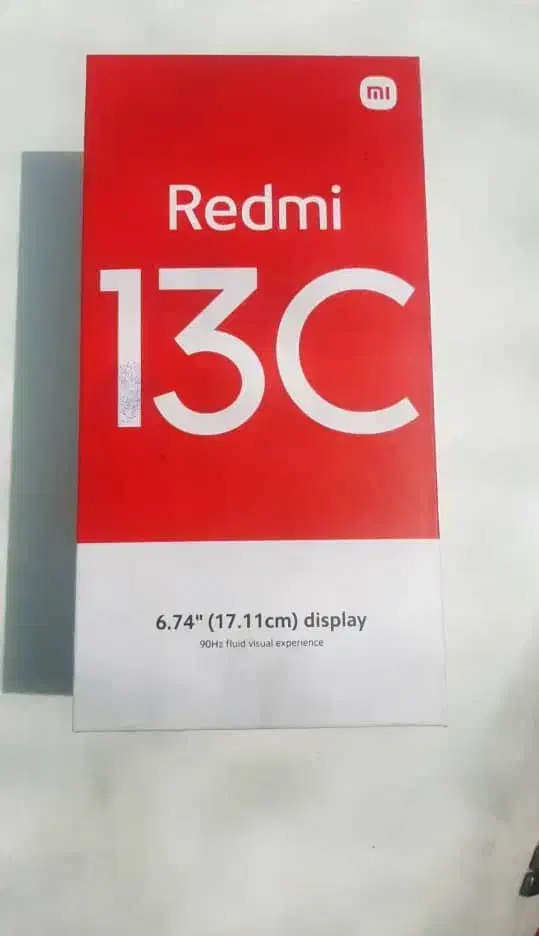 mi
Redmi
13C
6.74" (17.11cm) display
90Hz fluid visual experience